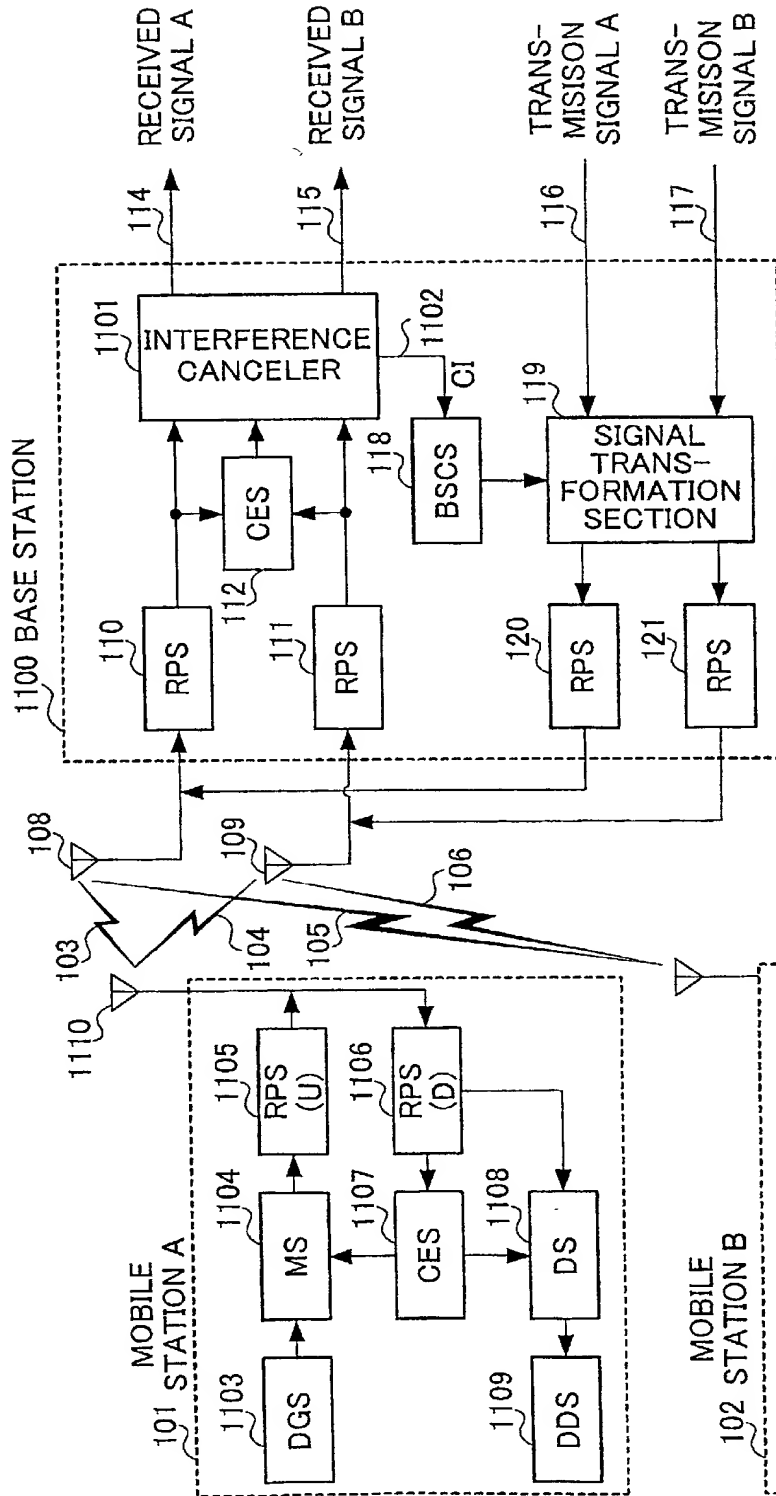 RECEIVED
SIGNAL A
RECEIVED
SIGNAL B
TRANS-
MISISON
SIGNAL A
TRANS-
MISISON
SIGNAL B
114
115
116
117
1100 BASE STATION
1101
INTERFERENCE
CANCELER
1102
CI
110
RPS
CES
112
111
RPS
118
BSCS
119
SIGNAL
TRANS-
FORMATION
SECTION
120
RPS
121
RPS
108
109
103
104
105
106
1110
MOBILE
101 STATION A
1103
DGS
1104
MS
1105
RPS
(U)
1106
RPS
(D)
1107
CES
1108
DS
1109
DDS
MOBILE
102 STATION B